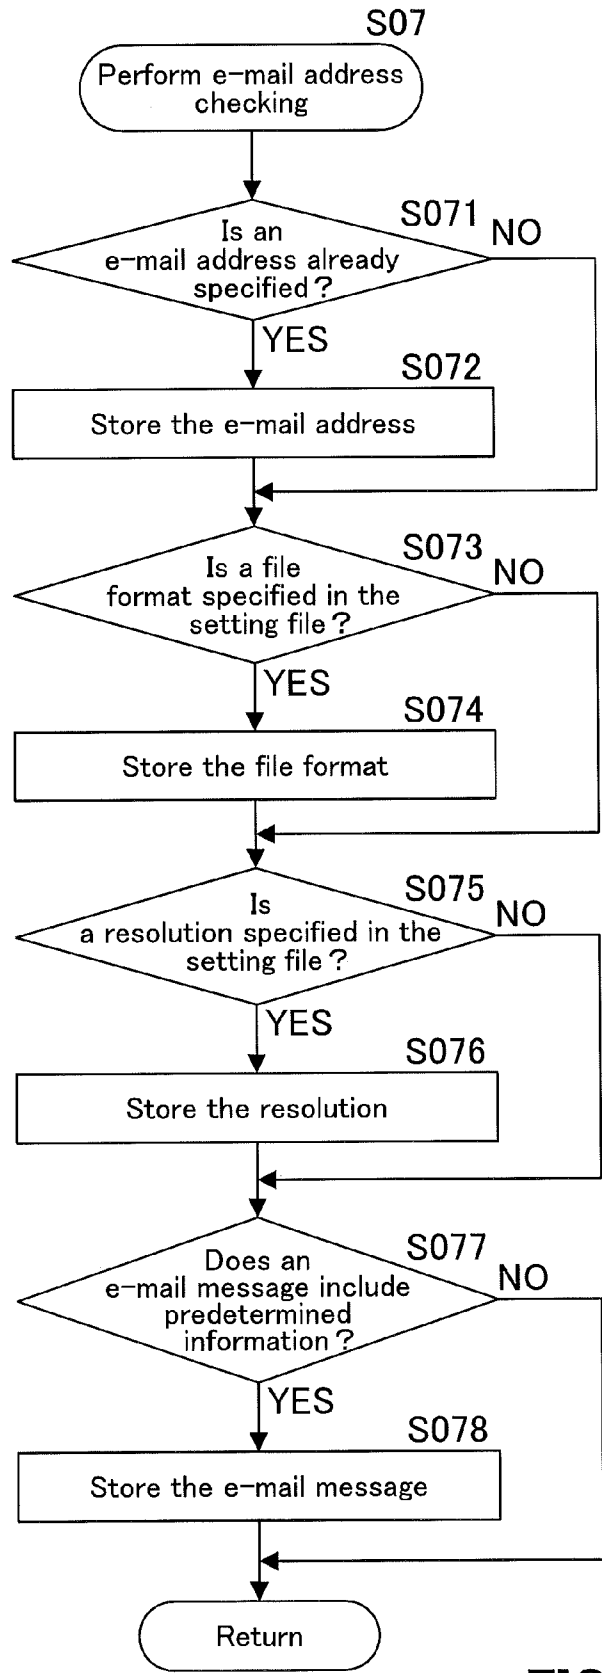 S07
Perform e-mail address
checking
S071
Is an
e-mail address already
specified?
NO
YES
S072
Store the e-mail address
S073
Is a file
format specified in the
setting file?
NO
YES
S074
Store the file format
S075
Is
a resolution specified in the
setting file?
NO
YES
S076
Store the resolution
S077
Does an
e-mail message include
predetermined
information?
NO
YES
S078
Store the e-mail message
Return